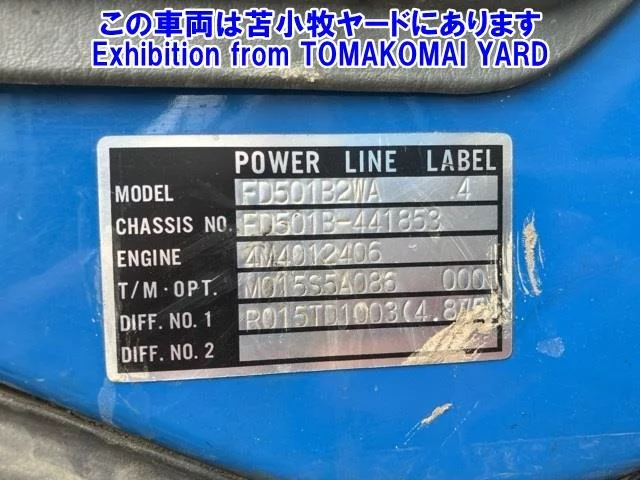 この車両は苫小牧ヤードにあります
Exhibition from TOMAKOMAI YARD
POWER LINE LABEL
MODEL FD501B2WA 4
CHASSIS NO. FD501B-441853
ENGINE 4M4012406
T/M·OPT. M015S5A086 000
DIFF. NO. 1 R015TD1003(4.875
DIFF. NO. 2